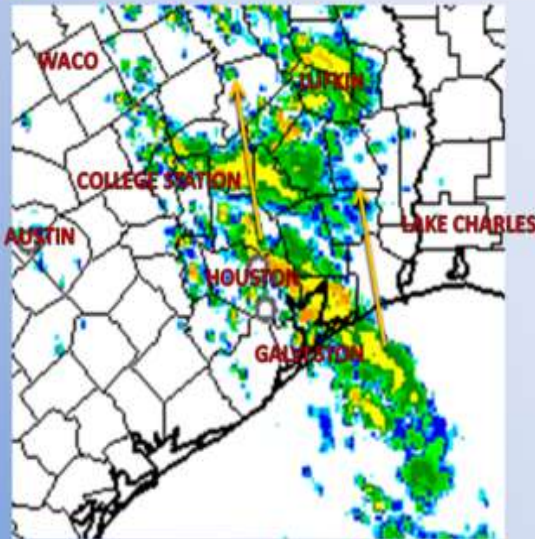 WACO
LUFKIN
COLLEGE STATION
LAKE CHARLES
AUSTIN
HOUSTON
GALVESTON